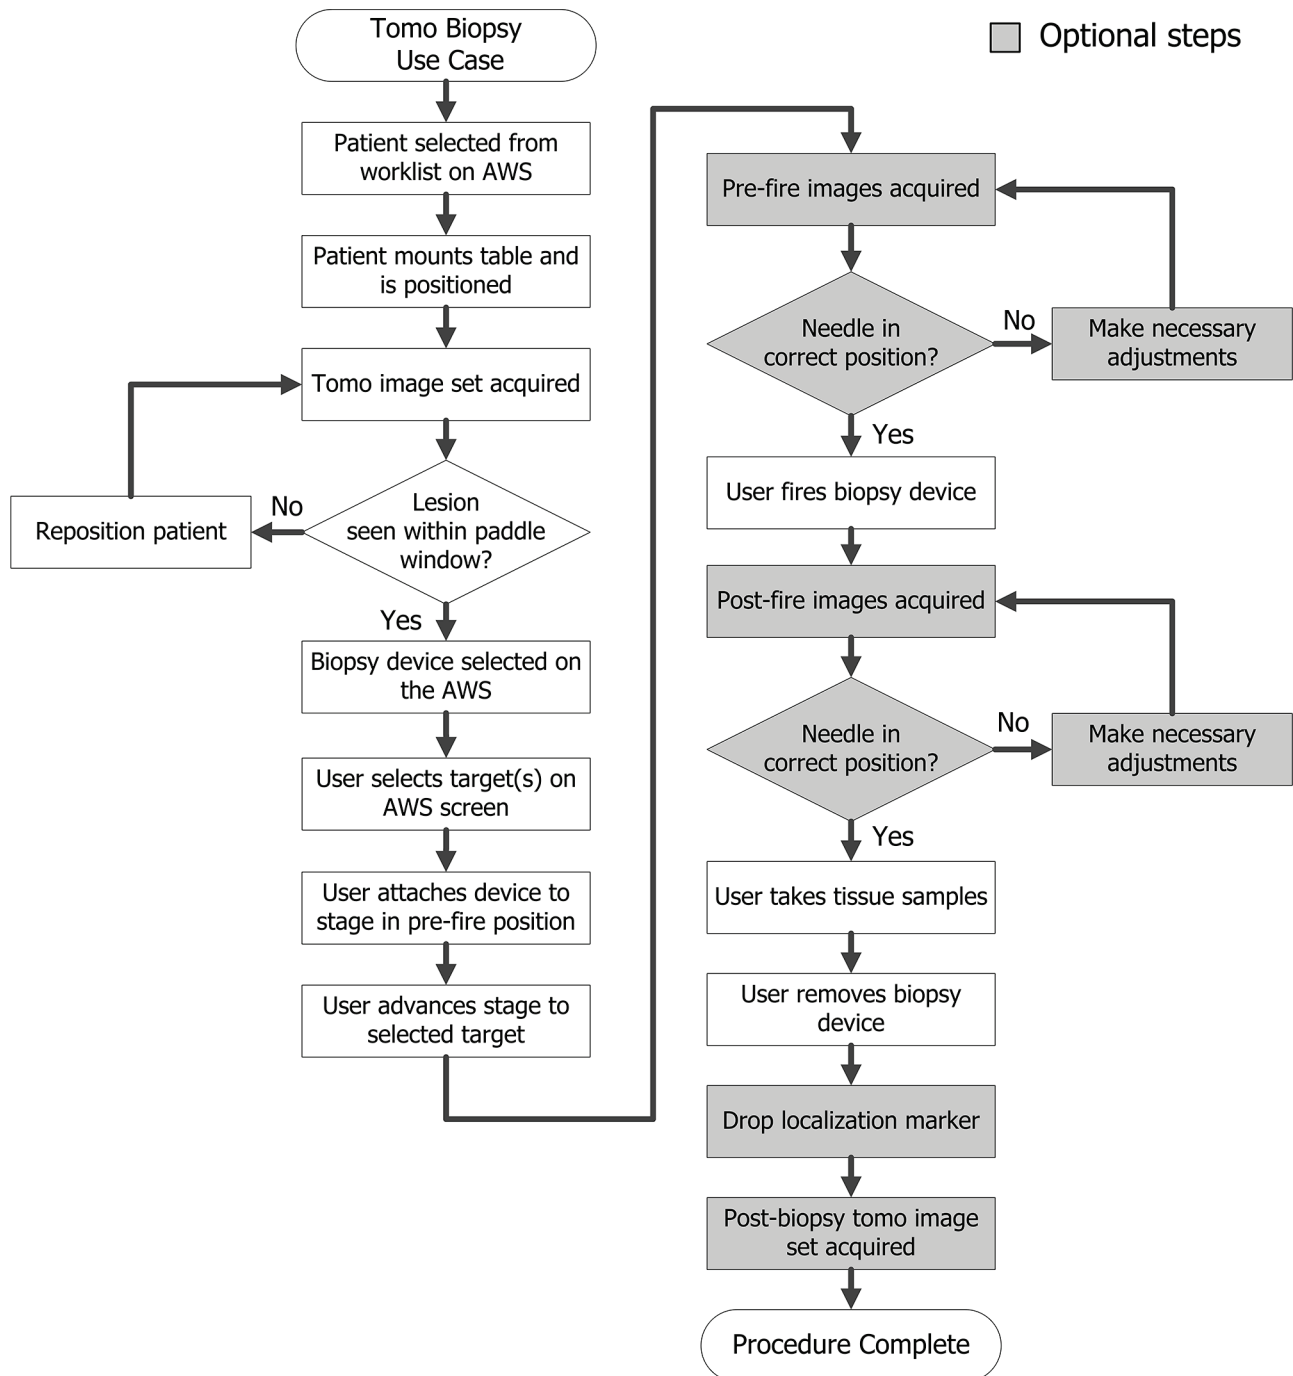 Tomo Biopsy
Use Case
Optional steps
Patient selected from
worklist on AWS
Patient mounts table and
is positioned
Tomo image set acquired
Lesion
seen within paddle
window?
No
Reposition patient
Yes
Biopsy device selected on
the AWS
User selects target(s) on
AWS screen
User attaches device to
stage in pre-fire position
User advances stage to
selected target
Pre-fire images acquired
Needle in
correct position?
No
Make necessary
adjustments
Yes
User fires biopsy device
Post-fire images acquired
Needle in
correct position?
No
Make necessary
adjustments
Yes
User takes tissue samples
User removes biopsy
device
Drop localization marker
Post-biopsy tomo image
set acquired
Procedure Complete